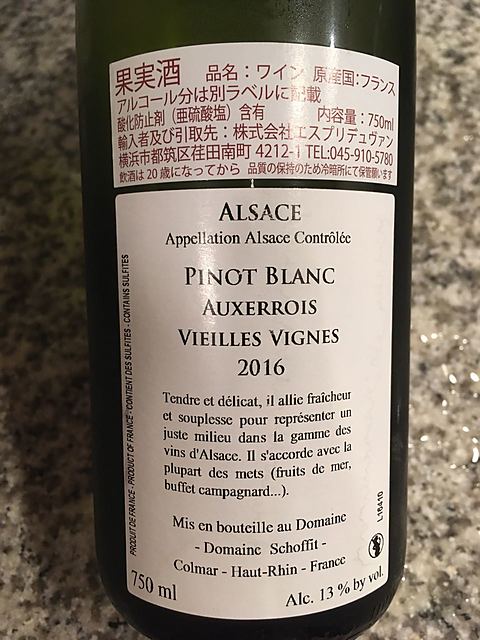 果実酒 品名：ワイン 原産国：フランス
アルコール分は別ラベルに記載
酸化防止剤（亜硫酸塩）含有 内容量：750ml
輸入者及び引取先：株式会社エスプリデュヴァン
横浜市都筑区荏田南町 4212-1 TEL:045-910-5780
飲酒は20歳になってから 品質の保持のため冷暗所にて保管願います
ALSACE
Appellation Alsace Contrôlée
PINOT BLANC
AUXERROIS
VIEILLES VIGNES
2016
Tendre et délicat, il allie fraîcheur
et souplesse pour représenter un
juste milieu dans la gamme des
vins d'Alsace. Il s'accorde avec la
plupart des mets (fruits de mer,
buffet campagnard...).
Mis en bouteille au Domaine
- Domaine Schoffit -
Colmar - Haut-Rhin - France
750 ml
Alc. 13 % by vol.
PRODUIT DE FRANCE - PRODUCT OF FRANCE - CONTIENT DES SULFITES - CONTAINS SULFITES
L16410